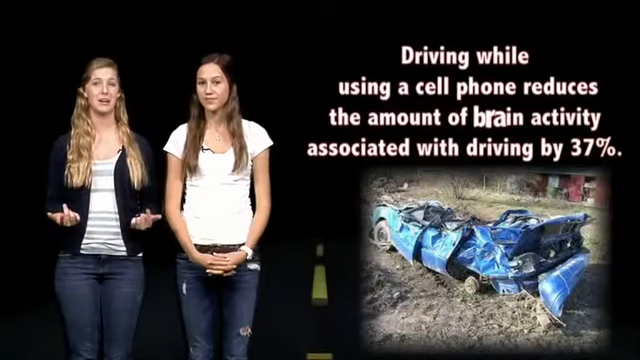 Driving while
using a cell phone reduces
the amount of brain activity
associated with driving by 37%.